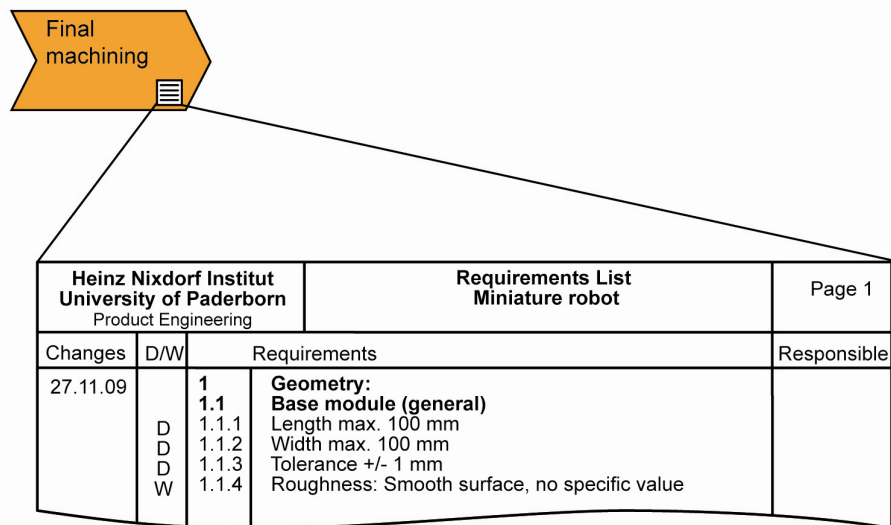 Final
machining
Heinz Nixdorf Institut
University of Paderborn
Product Engineering
Requirements List
Miniature robot
Page 1
Changes D/W Requirements Responsible
27.11.09 1 Geometry:
1.1 Base module (general)
D 1.1.1 Length max. 100 mm
D 1.1.2 Width max. 100 mm
D 1.1.3 Tolerance +/- 1 mm
W 1.1.4 Roughness: Smooth surface, no specific value